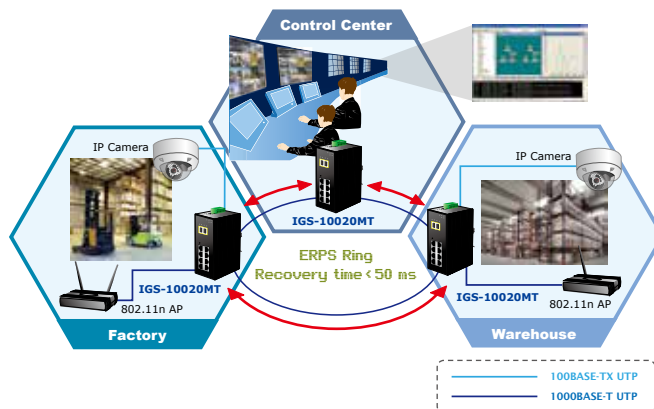 Control Center
IP Camera
IP Camera
IGS-10020MT
ERPS Ring
Recovery time < 50 ms
IGS-10020MT
802.11n AP
IGS-10020MT
802.11n AP
Factory
Warehouse
100BASE-TX UTP
1000BASE-T UTP